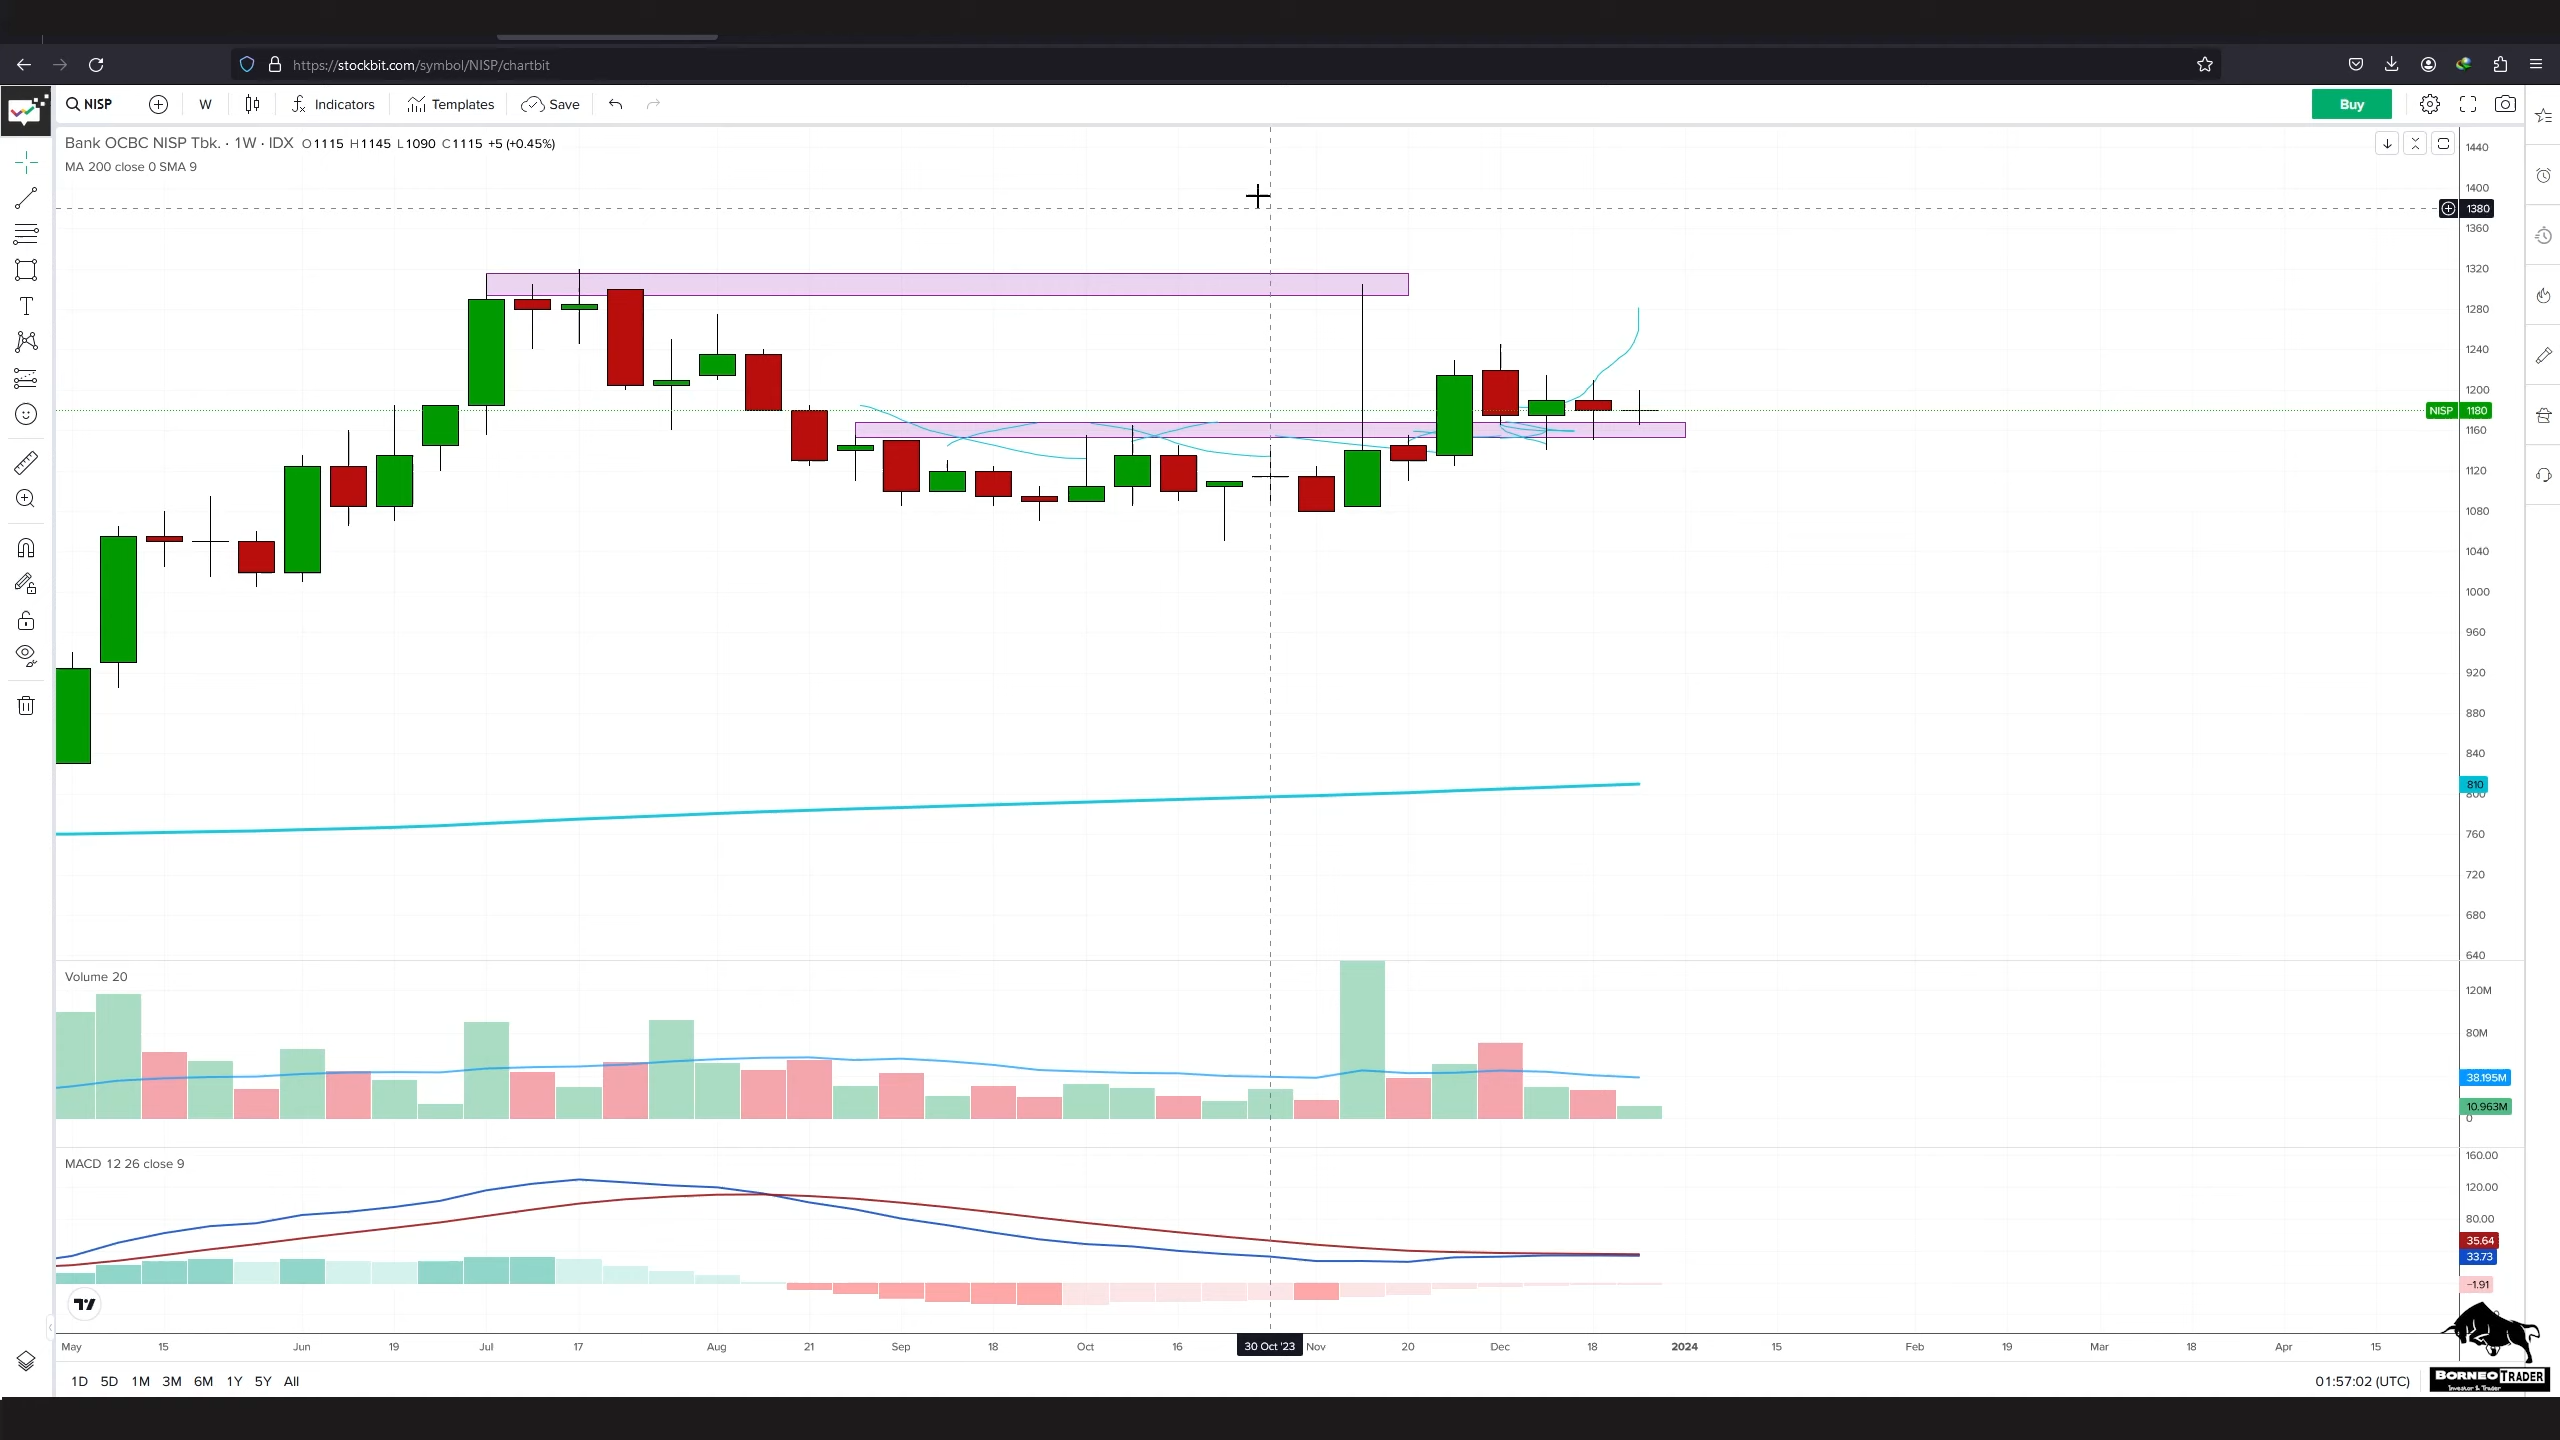 https://stockbit.com/symbol/NISP/chartbit
NISP W Indicators Templates Save Buy
Bank OCBC NISP Tbk. · 1W · IDX O1115 H1145 L1090 C1115 +5 (+0.45%)
MA 200 close 0 SMA 9
1440
1400
1380
1360
1320
1280
1240
1200
NISP 1180
1160
1120
1080
1040
1000
960
920
880
840
810
800
760
720
680
640
Volume 20
120M
80M
38.195M
10.963M
0
MACD 12 26 close 9
160.00
120.00
80.00
35.64
33.73
−1.91
May 15 Jun 19 Jul 17 Aug 21 Sep 18 Oct 16 30 Oct '23 Nov 20 Dec 18 2024 15 Feb 19 Mar 18 Apr 15
1D 5D 1M 3M 6M 1Y 5Y All
01:57:02 (UTC)
BORNEO TRADER
Investor & Trader